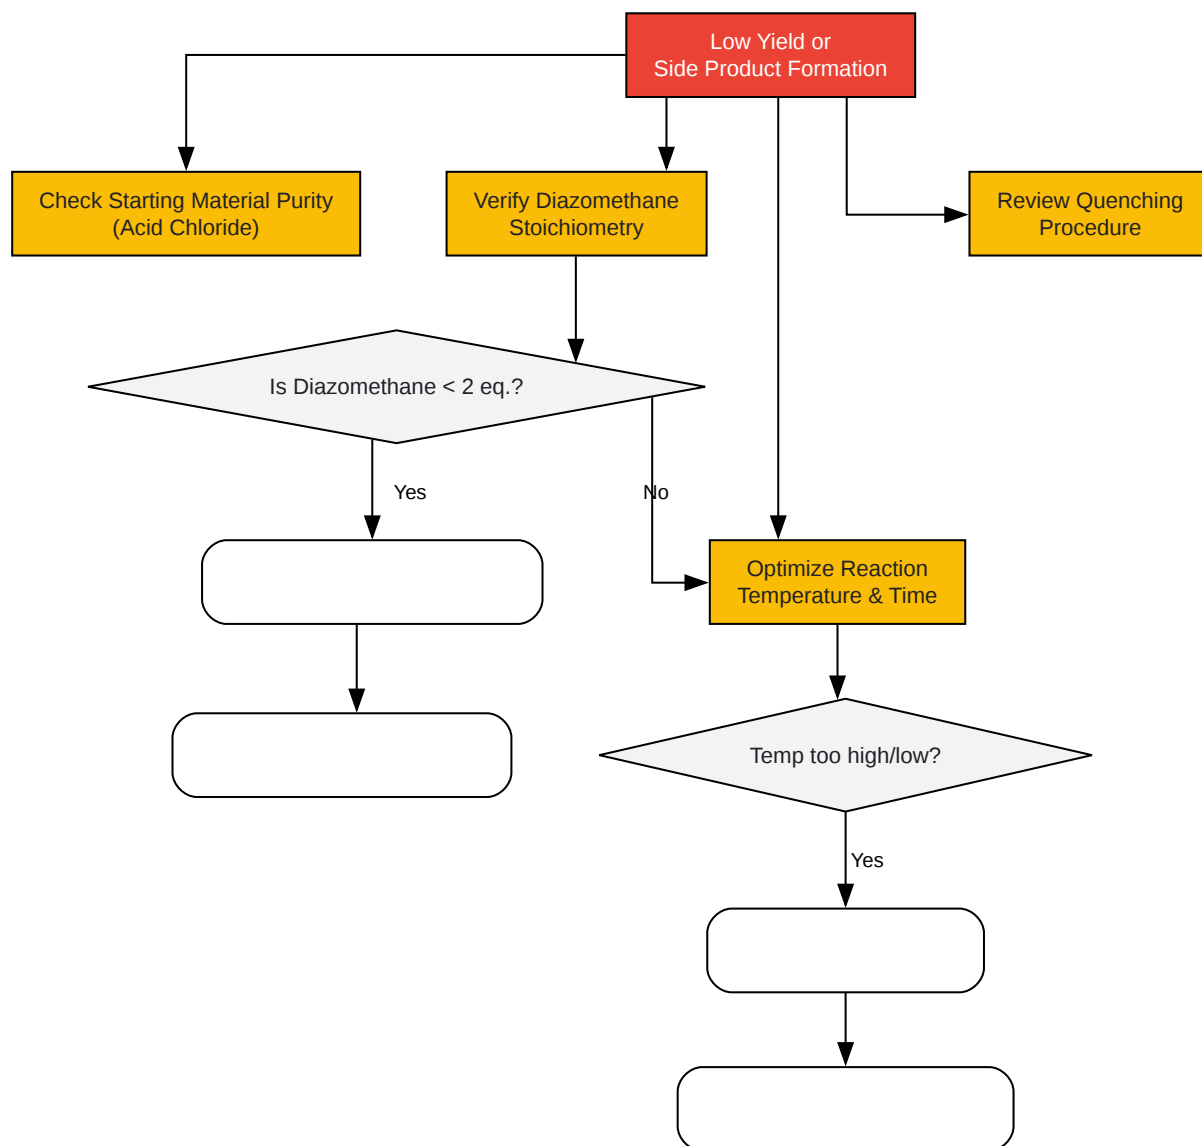 Low Yield or
Side Product Formation
Check Starting Material Purity
(Acid Chloride)
Verify Diazomethane
Stoichiometry
Review Quenching
Procedure
Is Diazomethane < 2 eq.?
Yes
No
Optimize Reaction
Temperature & Time
Temp too high/low?
Yes